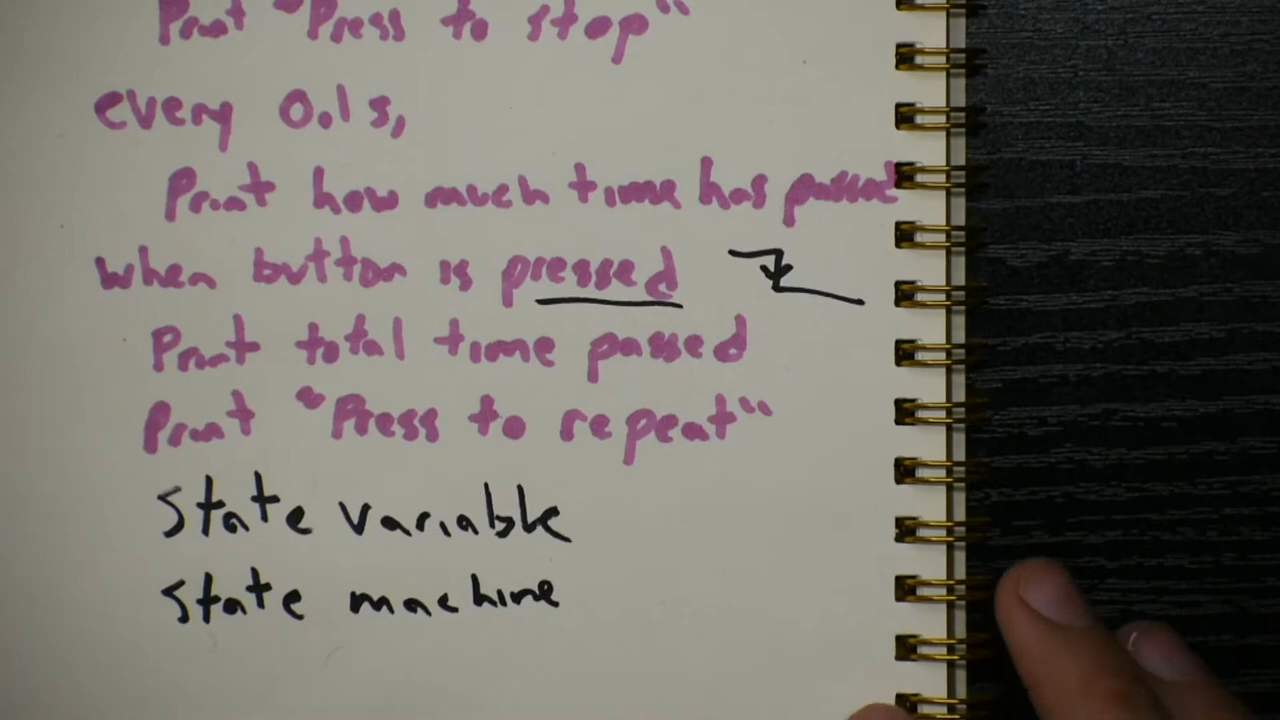 Print "Press to stop"
every 0.1s,
Print how much time has passed
when button is pressed
Print total time passed
Print "Press to repeat"
State variable
State machine